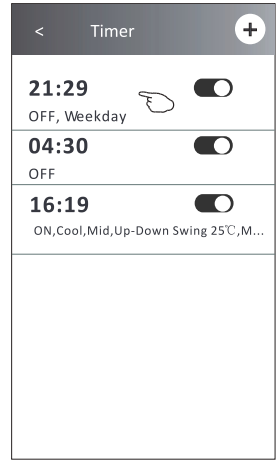 < Timer +
21:29
OFF, Weekday
04:30
OFF
16:19
ON,Cool,Mid,Up-Down Swing 25℃,M...